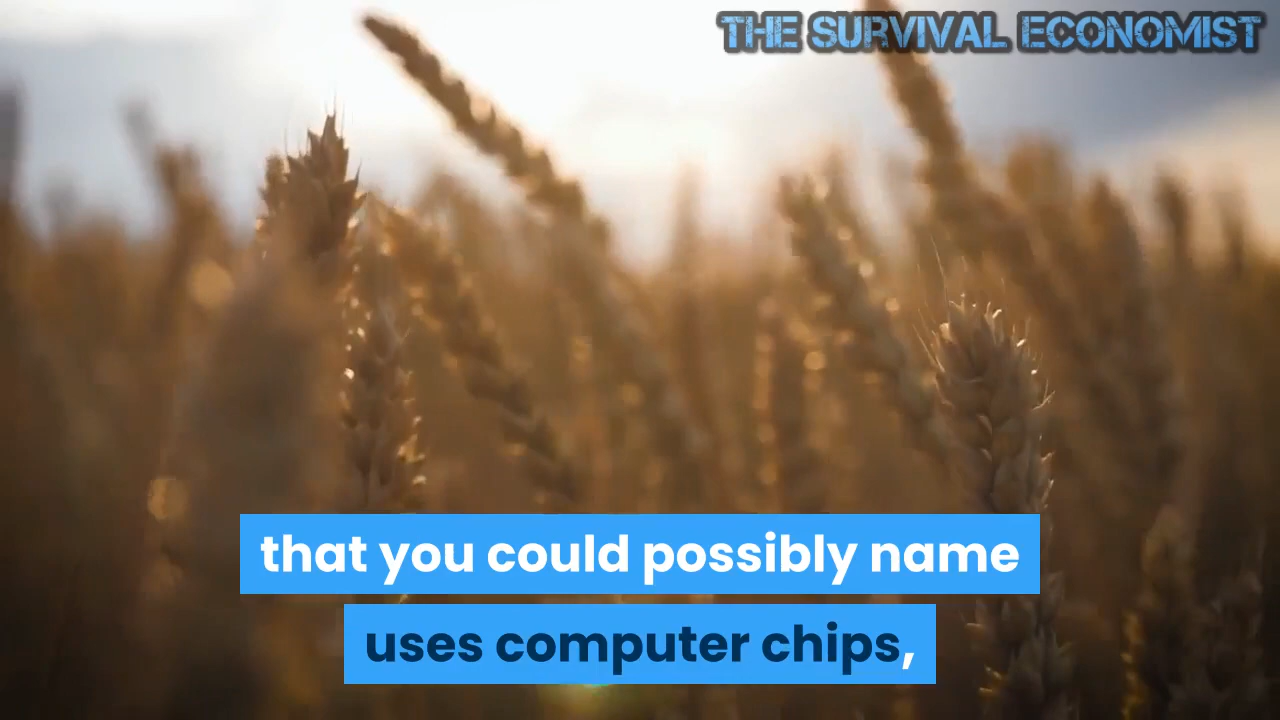 THE SURVIVAL ECONOMIST
that you could possibly name
uses computer chips,